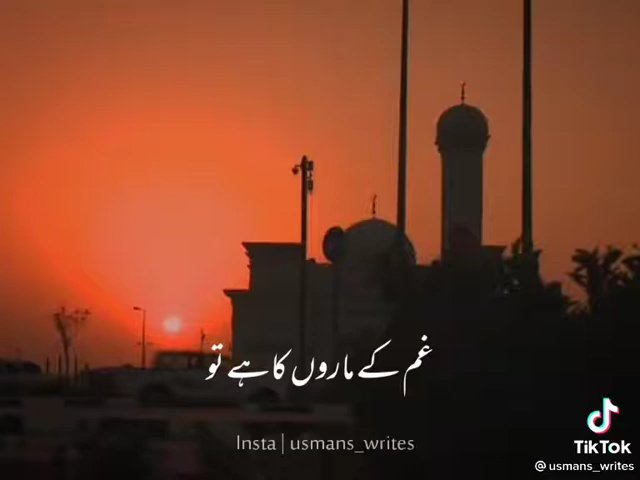 غم کے ماروں کا ہے تو
Insta | usmans_writes
TikTok
@usmans_writes